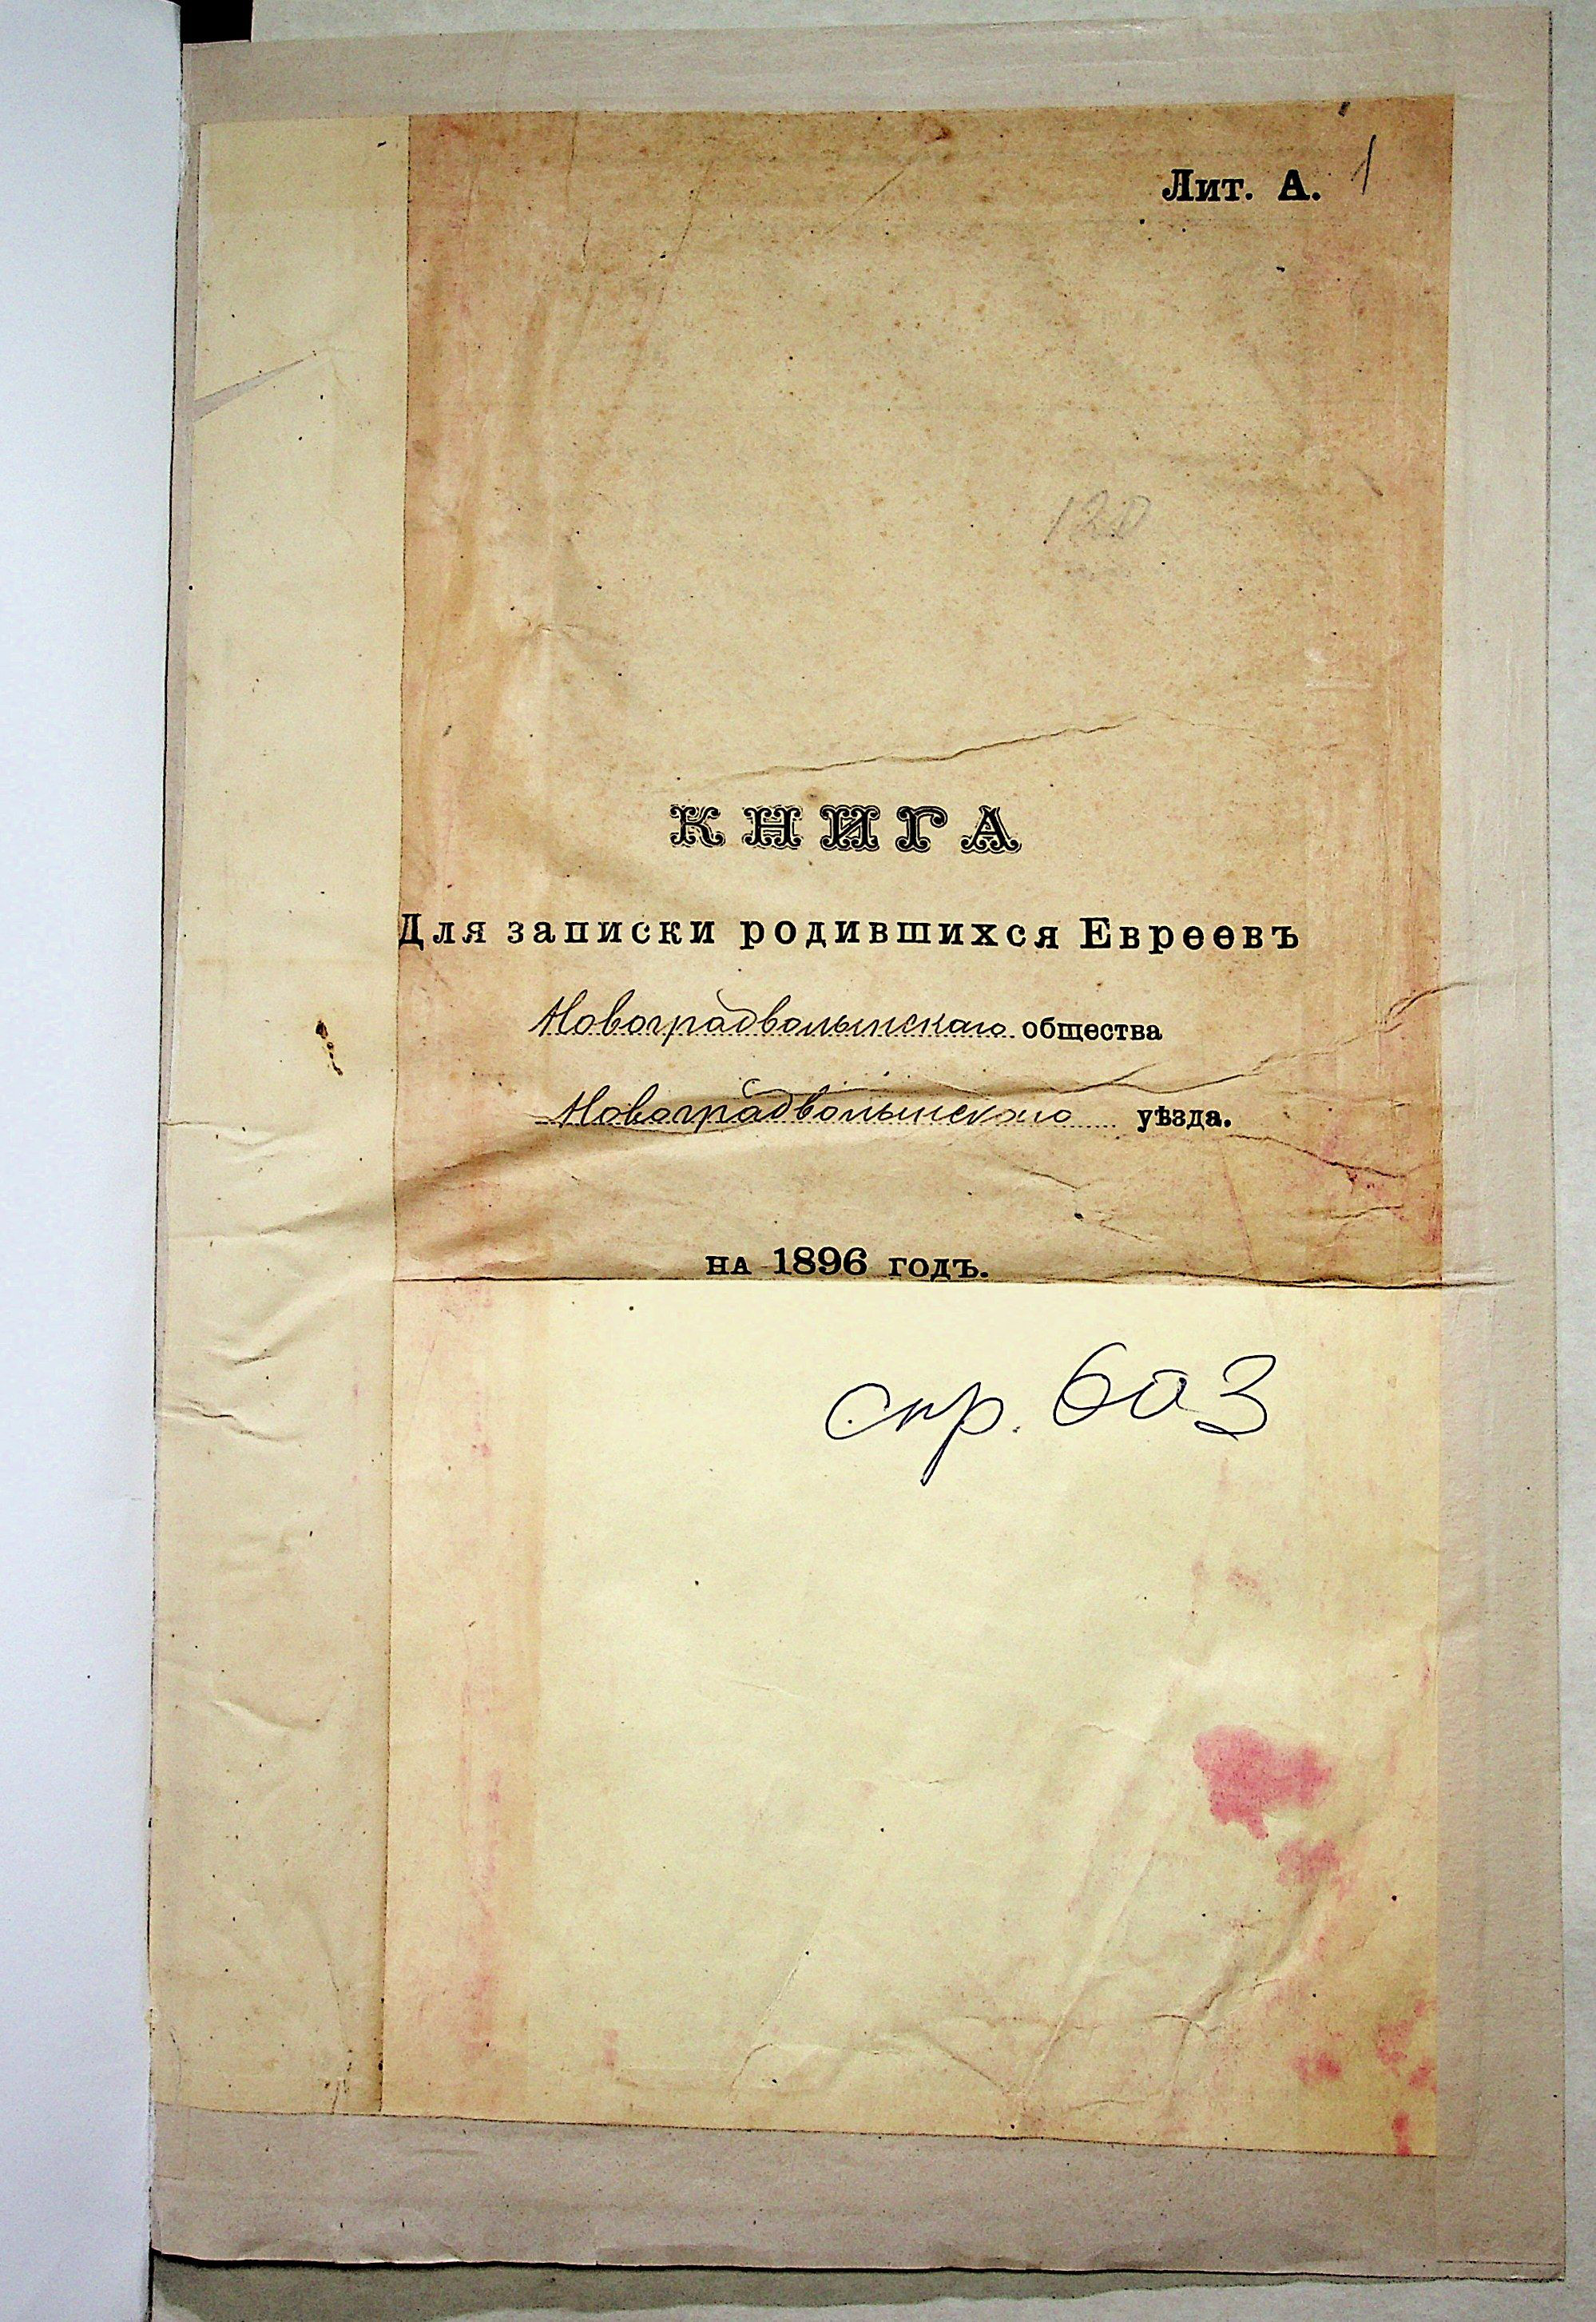 Лит. А. 1
120
КНИГА
Для записки родившихся Евреевъ
Новоградволынскаго общества
Новоградволынскаго уѣзда.
на 1896 годъ.
спр. 603